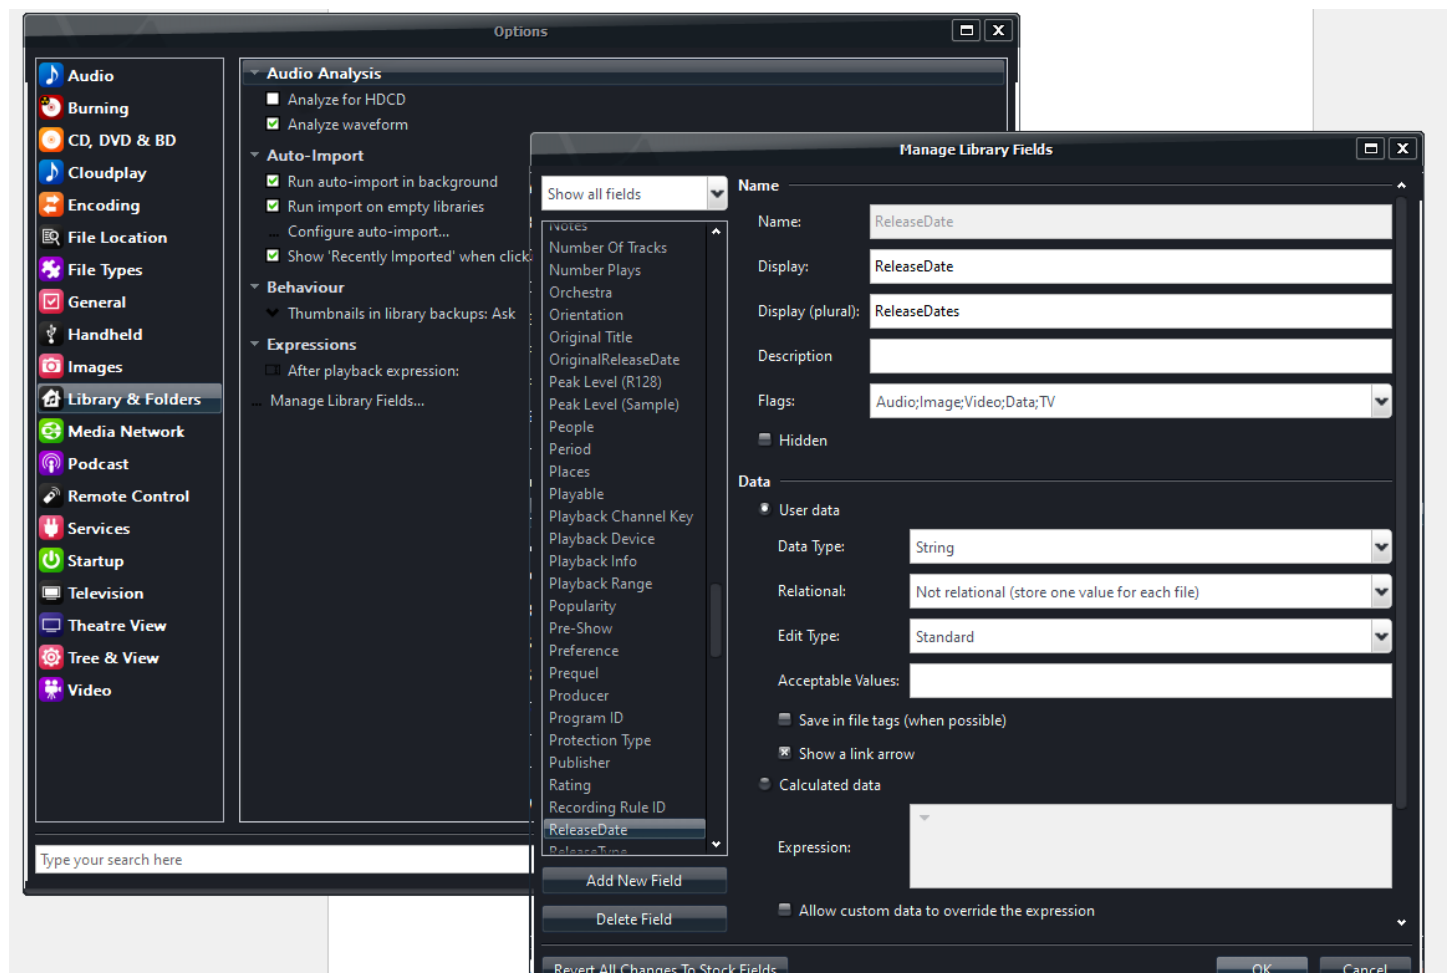 Options
Audio
Burning
CD, DVD & BD
Cloudplay
Encoding
File Location
File Types
General
Handheld
Images
Library & Folders
Media Network
Podcast
Remote Control
Services
Startup
Television
Theatre View
Tree & View
Video
Type your search here
Audio Analysis
Analyze for HDCD
Analyze waveform
Auto-Import
Run auto-import in background
Run import on empty libraries
... Configure auto-import...
Show 'Recently Imported' when click
Behaviour
Thumbnails in library backups: Ask
Expressions
After playback expression:
... Manage Library Fields...
Manage Library Fields
Show all fields
Notes
Number Of Tracks
Number Plays
Orchestra
Orientation
Original Title
OriginalReleaseDate
Peak Level (R128)
Peak Level (Sample)
People
Period
Places
Playable
Playback Channel Key
Playback Device
Playback Info
Playback Range
Popularity
Pre-Show
Preference
Prequel
Producer
Program ID
Protection Type
Publisher
Rating
Recording Rule ID
ReleaseDate
ReleaseType
Add New Field
Delete Field
Name
Name: ReleaseDate
Display: ReleaseDate
Display (plural): ReleaseDates
Description
Flags: Audio;Image;Video;Data;TV
Hidden
Data
User data
Data Type: String
Relational: Not relational (store one value for each file)
Edit Type: Standard
Acceptable Values:
Save in file tags (when possible)
Show a link arrow
Calculated data
Expression:
Allow custom data to override the expression
Revert All Changes To Stock Fields
OK
Cancel